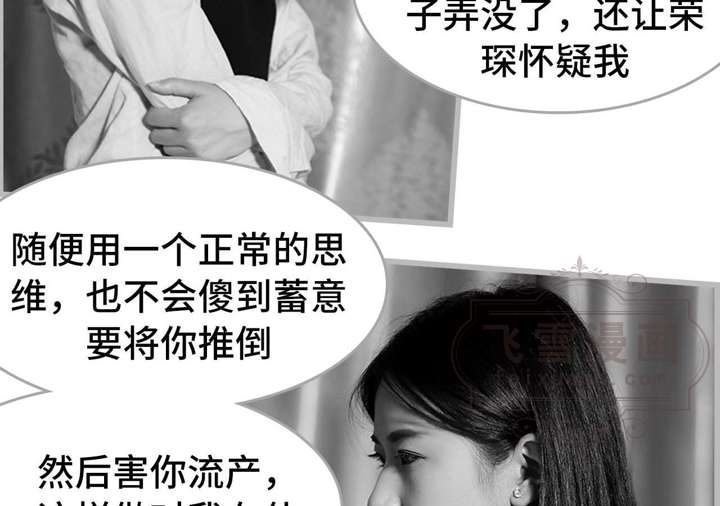 子弄没了，还让荣
琛怀疑我
随便用一个正常的思
维，也不会傻到蓄意
要将你推倒
飞雪漫画
然后害你流产，